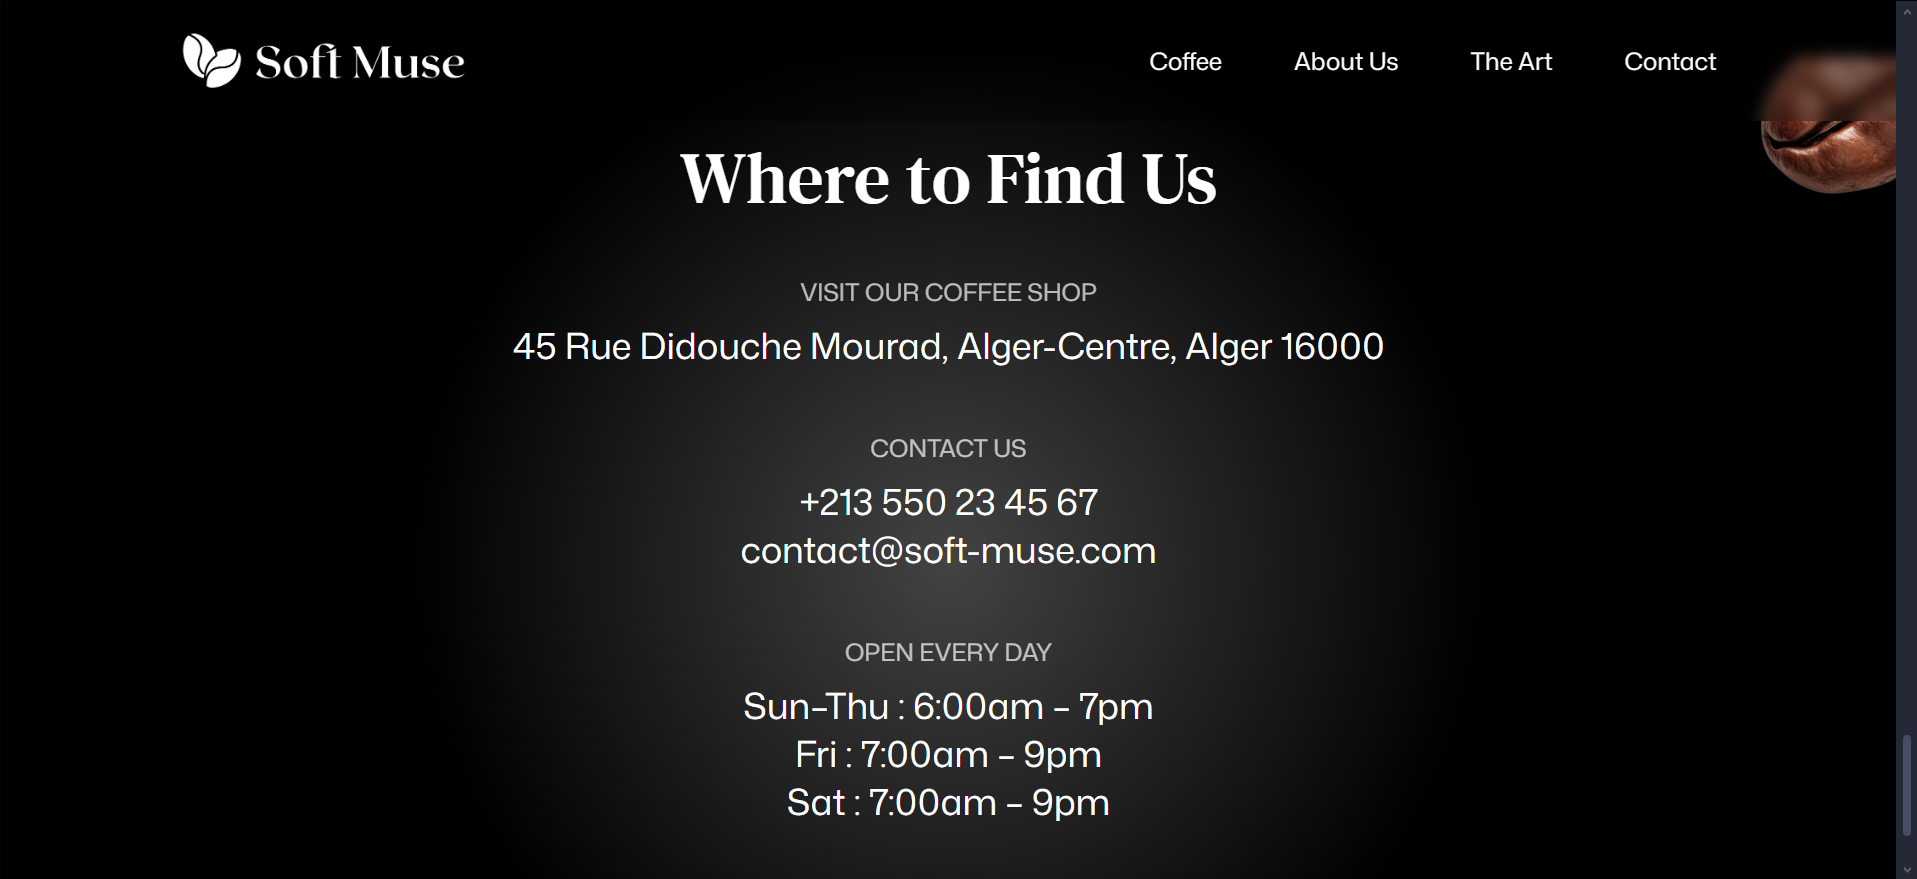 Soft Muse
Coffee
About Us
The Art
Contact
Where to Find Us
VISIT OUR COFFEE SHOP
45 Rue Didouche Mourad, Alger-Centre, Alger 16000
CONTACT US
+213 550 23 45 67
contact@soft-muse.com
OPEN EVERY DAY
Sun–Thu : 6:00am – 7pm
Fri : 7:00am – 9pm
Sat : 7:00am – 9pm